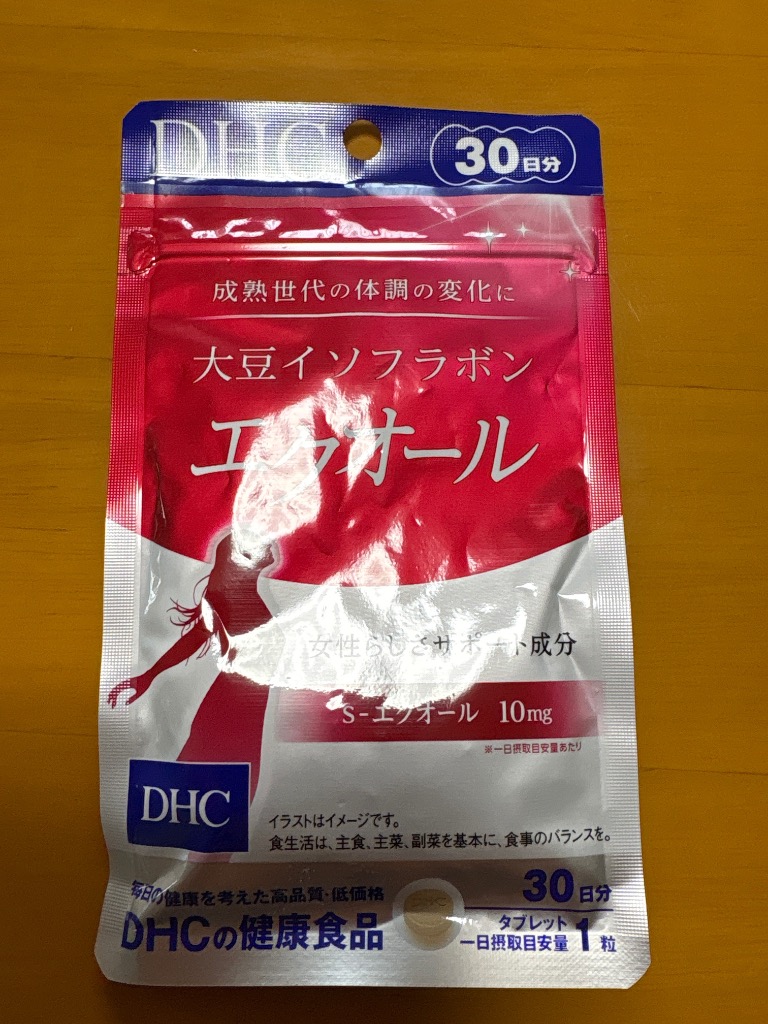 DHC
30日分
成熟世代の体調の変化に
大豆イソフラボン
エクオール
女性らしさサポート成分
S-エクオール 10mg
※一日摂取目安量あたり
DHC
イラストはイメージです。
食生活は、主食、主菜、副菜を基本に、食事のバランスを。
毎日の健康を考えた高品質・低価格
DHCの健康食品
DHC
30日分
タブレット
一日摂取目安量 1粒